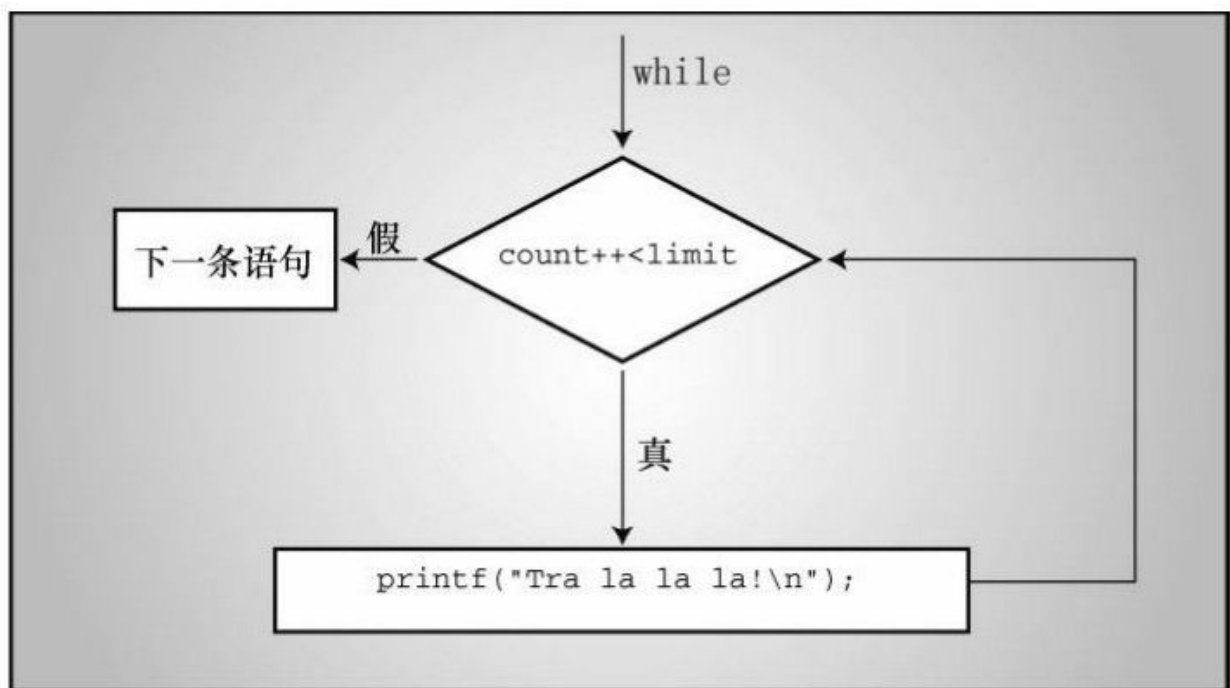 while
假
下一条语句
count++<limit
真
printf("Tra la la la!\n");